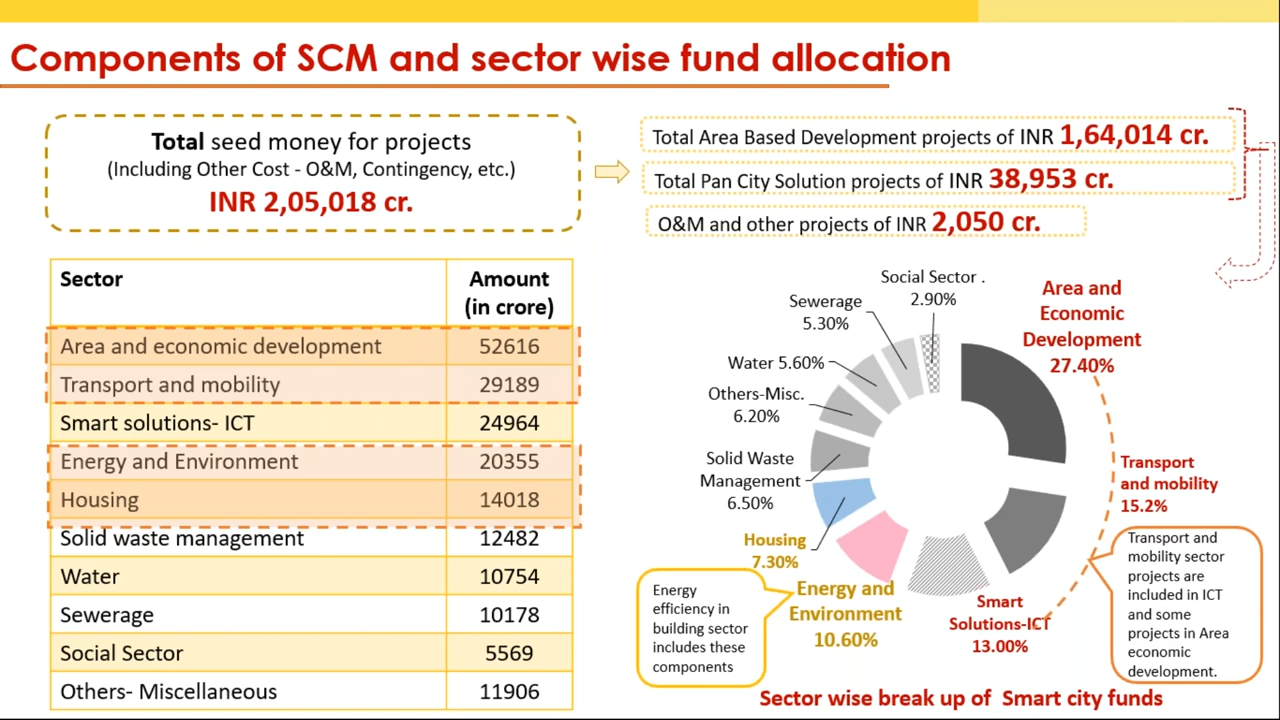 Components of SCM and sector wise fund allocation
Total seed money for projects
(Including Other Cost - O&M, Contingency, etc.)
INR 2,05,018 cr.
Total Area Based Development projects of INR 1,64,014 cr.
Total Pan City Solution projects of INR 38,953 cr.
O&M and other projects of INR 2,050 cr.
Sector Amount
(in crore)
Area and economic development 52616
Transport and mobility 29189
Smart solutions- ICT 24964
Energy and Environment 20355
Housing 14018
Solid waste management 12482
Water 10754
Sewerage 10178
Social Sector 5569
Others- Miscellaneous 11906
Social Sector .
2.90%
Sewerage
5.30%
Water 5.60%
Others-Misc.
6.20%
Solid Waste
Management
6.50%
Housing
7.30%
Energy and
Environment
10.60%
Smart
Solutions-ICT
13.00%
Transport
and mobility
15.2%
Area and
Economic
Development
27.40%
Energy
efficiency in
building sector
includes these
components
Transport and
mobility sector
projects are
included in ICT
and some
projects in Area
economic
development.
Sector wise break up of Smart city funds